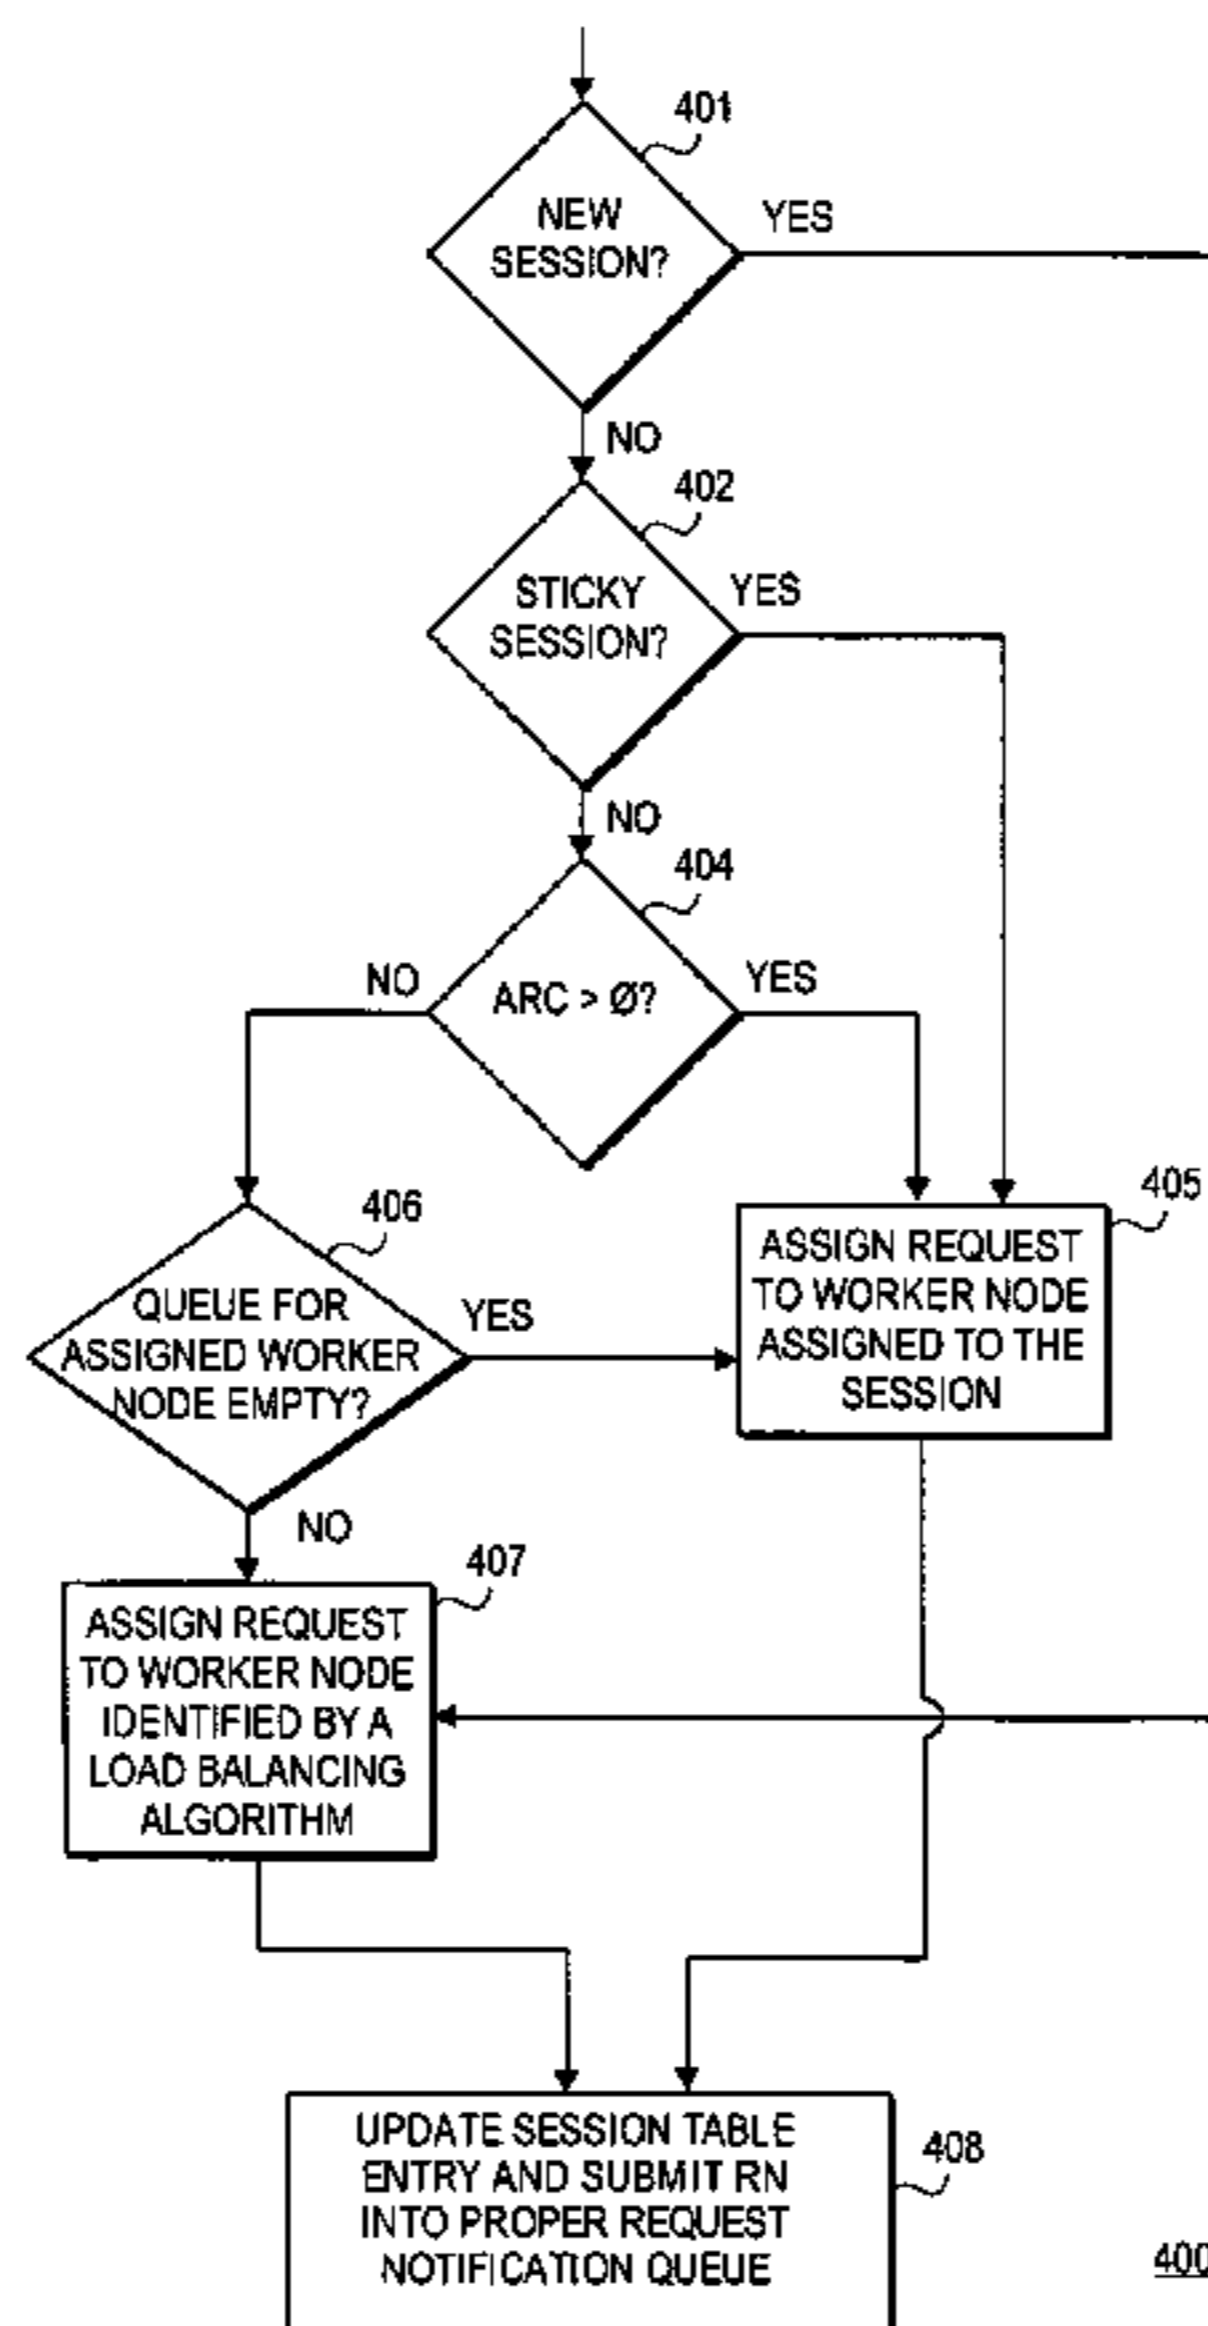 401
NEW
SESSION?
YES
NO
402
STICKY
SESSION?
YES
NO
404
ARC > Ø?
NO
YES
406
QUEUE FOR
ASSIGNED WORKER
NODE EMPTY?
YES
NO
405
ASSIGN REQUEST
TO WORKER NODE
ASSIGNED TO THE
SESSION
407
ASSIGN REQUEST
TO WORKER NODE
IDENTIFIED BY A
LOAD BALANCING
ALGORITHM
408
UPDATE SESSION TABLE
ENTRY AND SUBMIT RN
INTO PROPER REQUEST
NOTIFICATION QUEUE
400